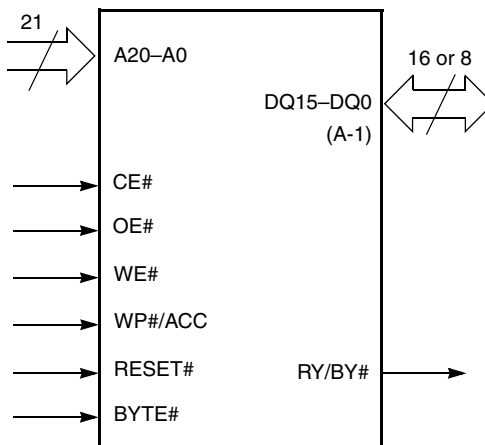 21
A20–A0
16 or 8
DQ15–DQ0
(A-1)
CE#
OE#
WE#
WP#/ACC
RESET#
RY/BY#
BYTE#